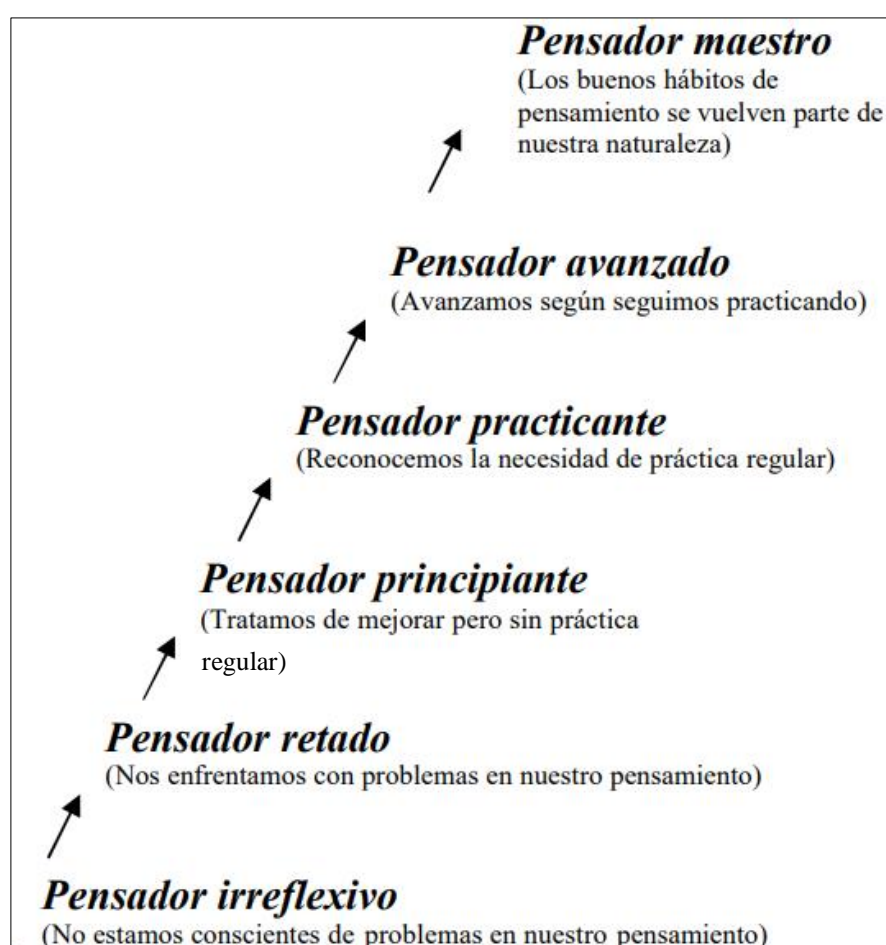 Pensador maestro
(Los buenos hábitos de
pensamiento se vuelven parte de
nuestra naturaleza)
Pensador avanzado
(Avanzamos según seguimos practicando)
Pensador practicante
(Reconocemos la necesidad de práctica regular)
Pensador principiante
(Tratamos de mejorar pero sin práctica
regular)
Pensador retado
(Nos enfrentamos con problemas en nuestro pensamiento)
Pensador irreflexivo
(No estamos conscientes de problemas en nuestro pensamiento)